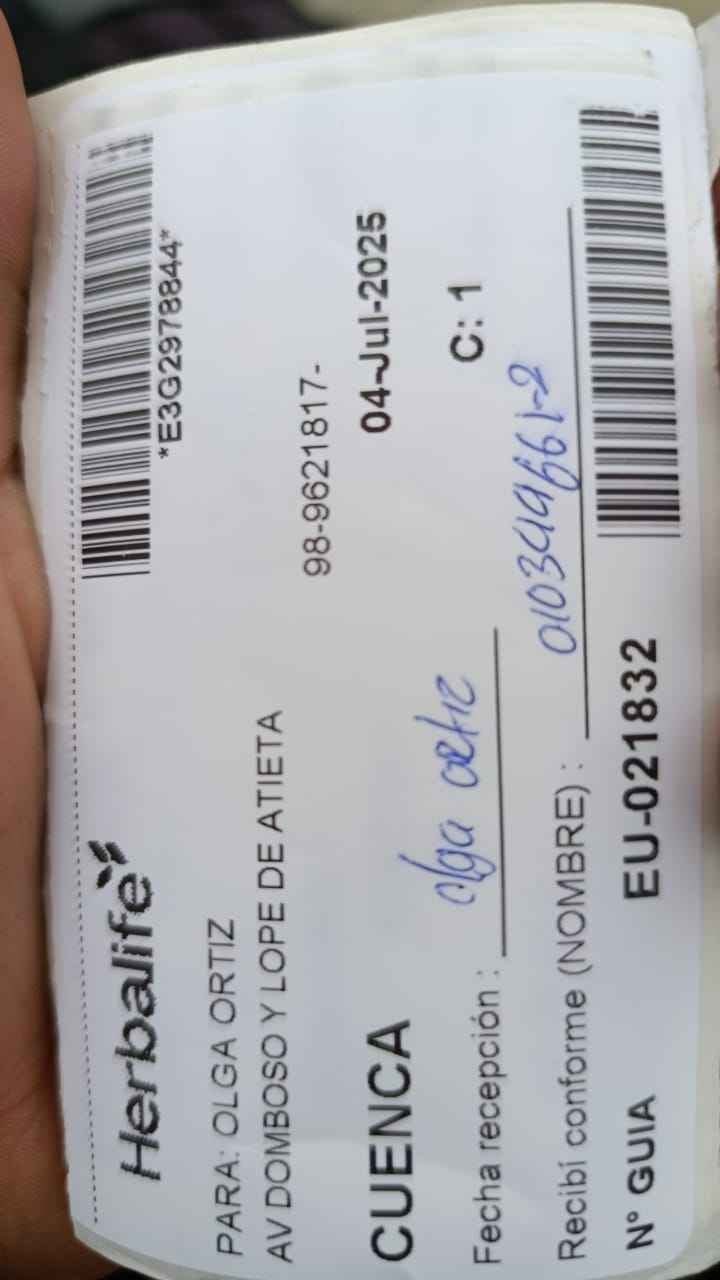 Herbalife
*E3G2978844*
PARA: OLGA ORTIZ
AV DOMBOSO Y LOPE DE ATIETA
98-9621817-
CUENCA
04-Jul-2025
Fecha recepción : olga ortiz
C: 1
Recibí conforme (NOMBRE) : 010349661-2
N° GUIA EU-021832